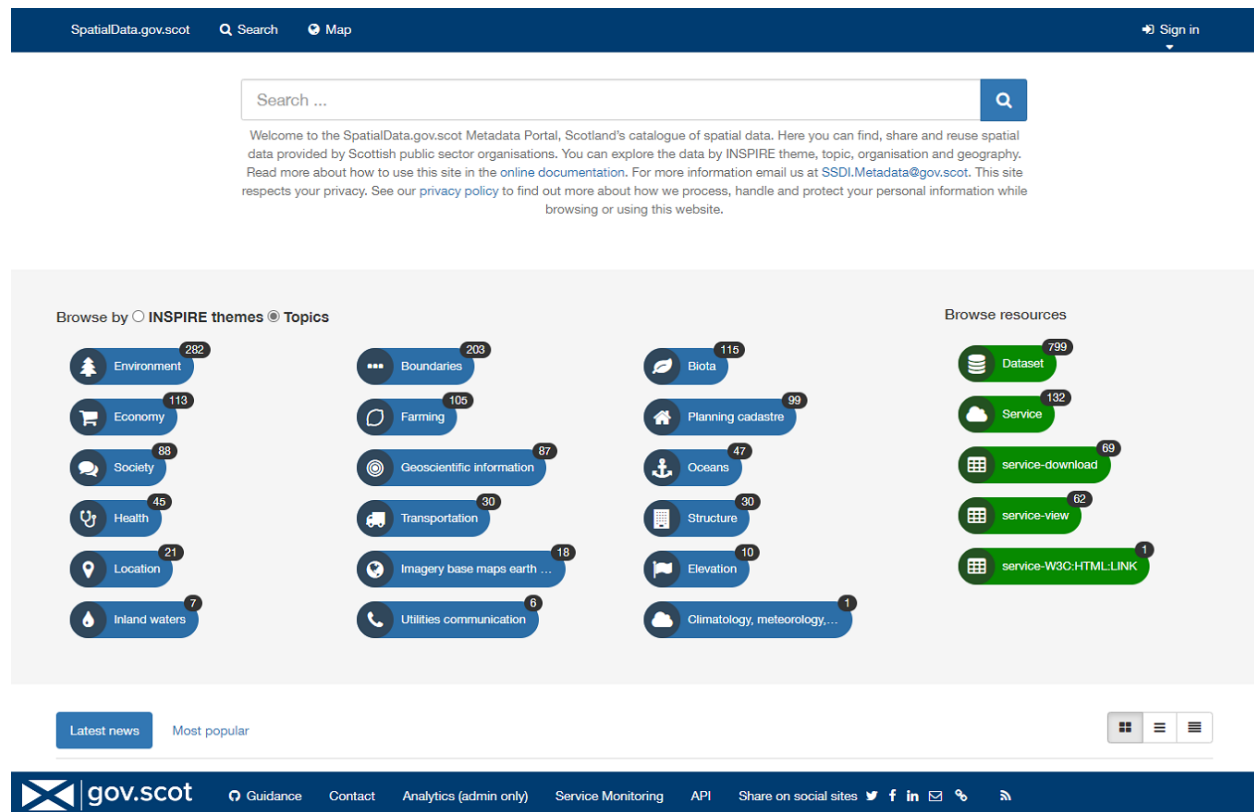 SpatialData.gov.scot Search Map Sign in
Search ...
Welcome to the SpatialData.gov.scot Metadata Portal, Scotland's catalogue of spatial data. Here you can find, share and reuse spatial
data provided by Scottish public sector organisations. You can explore the data by INSPIRE theme, topic, organisation and geography.
Read more about how to use this site in the online documentation. For more information email us at SSDI.Metadata@gov.scot. This site
respects your privacy. See our privacy policy to find out more about how we process, handle and protect your personal information while
browsing or using this website.
Browse by INSPIRE themes Topics
Environment 282
Boundaries 203
Biota 115
Economy 113
Farming 105
Planning cadastre 99
Society 88
Geoscientific information 87
Oceans 47
Health 45
Transportation 30
Structure 30
Location 21
Imagery base maps earth ... 18
Elevation 10
Inland waters 7
Utilities communication 6
Climatology, meteorology,... 1
Browse resources
Dataset 799
Service 132
service-download 69
service-view 62
service-W3C:HTML:LINK 1
Latest news Most popular
gov.scot Guidance Contact Analytics (admin only) Service Monitoring API Share on social sites